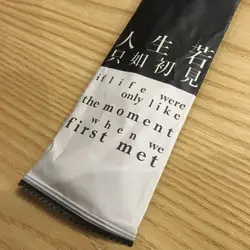 人生若
只如初見
if life were
only like
the moment
when we
first met